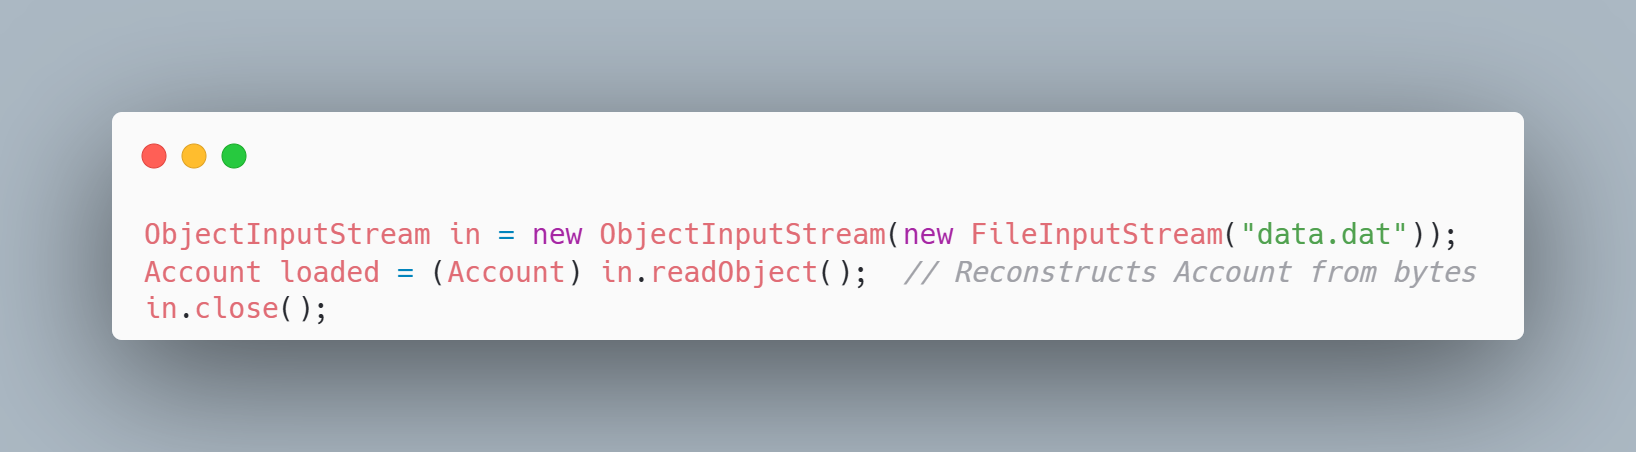 ObjectInputStream in = new ObjectInputStream(new FileInputStream("data.dat"));
Account loaded = (Account) in.readObject();  // Reconstructs Account from bytes
in.close();